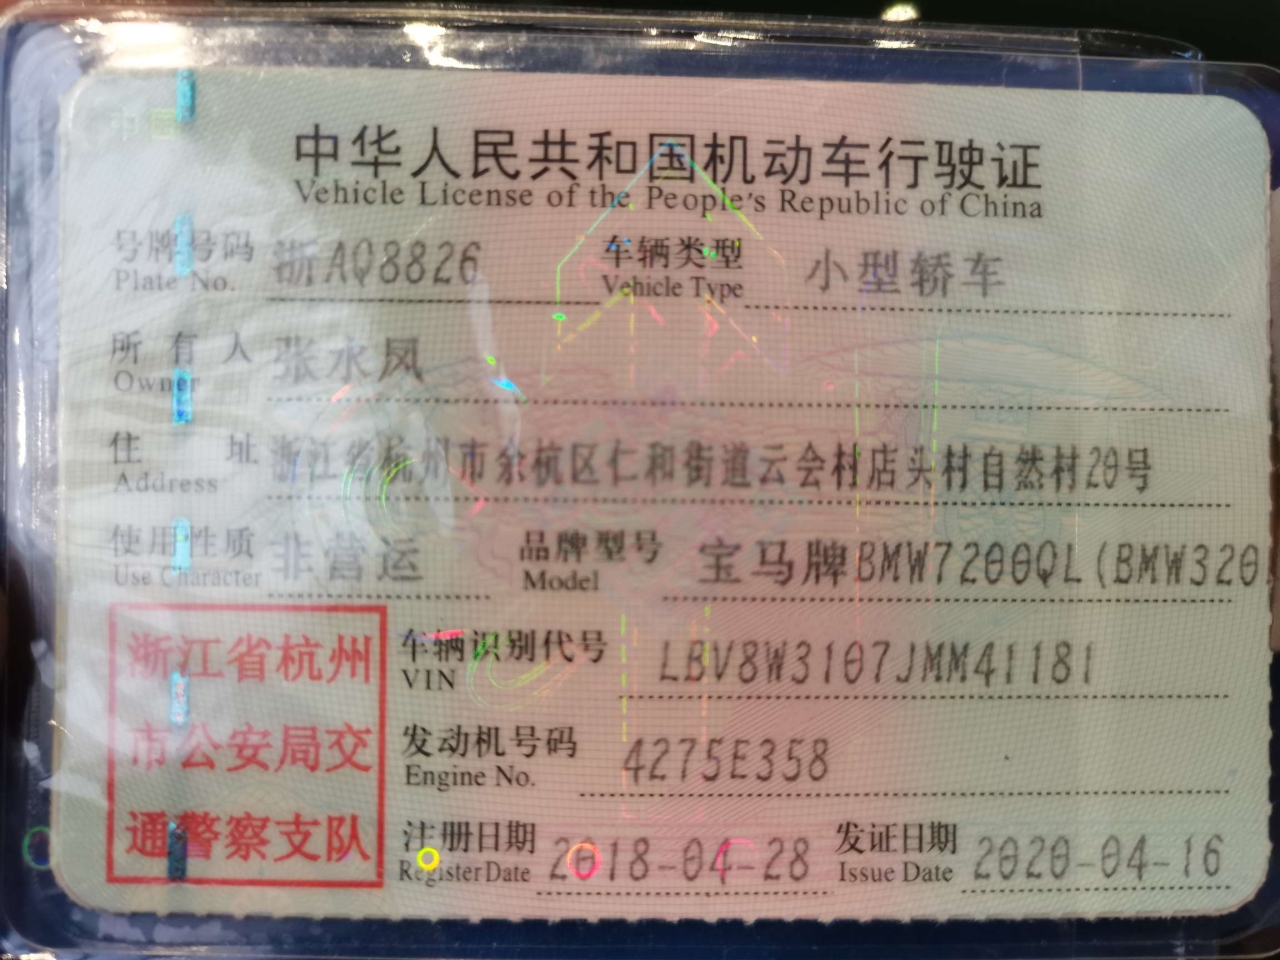 中华人民共和国机动车行驶证
Vehicle License of the People's Republic of China
号牌号码 浙AQ8826 车辆类型 小型轿车
Plate No. Vehicle Type
所有人 张水凤
Owner
住址 浙江省杭州市余杭区仁和街道云会村店头村自然村20号
Address
使用性质 非营运 品牌型号 宝马牌BMW7200QL(BMW320
Use Character Model
浙江省杭州
市公安局交
通警察支队
车辆识别代号 LBV8W3107JMM41181
VIN
发动机号码 4275E358
Engine No.
注册日期 2018-04-28 发证日期 2020-04-16
Register Date Issue Date